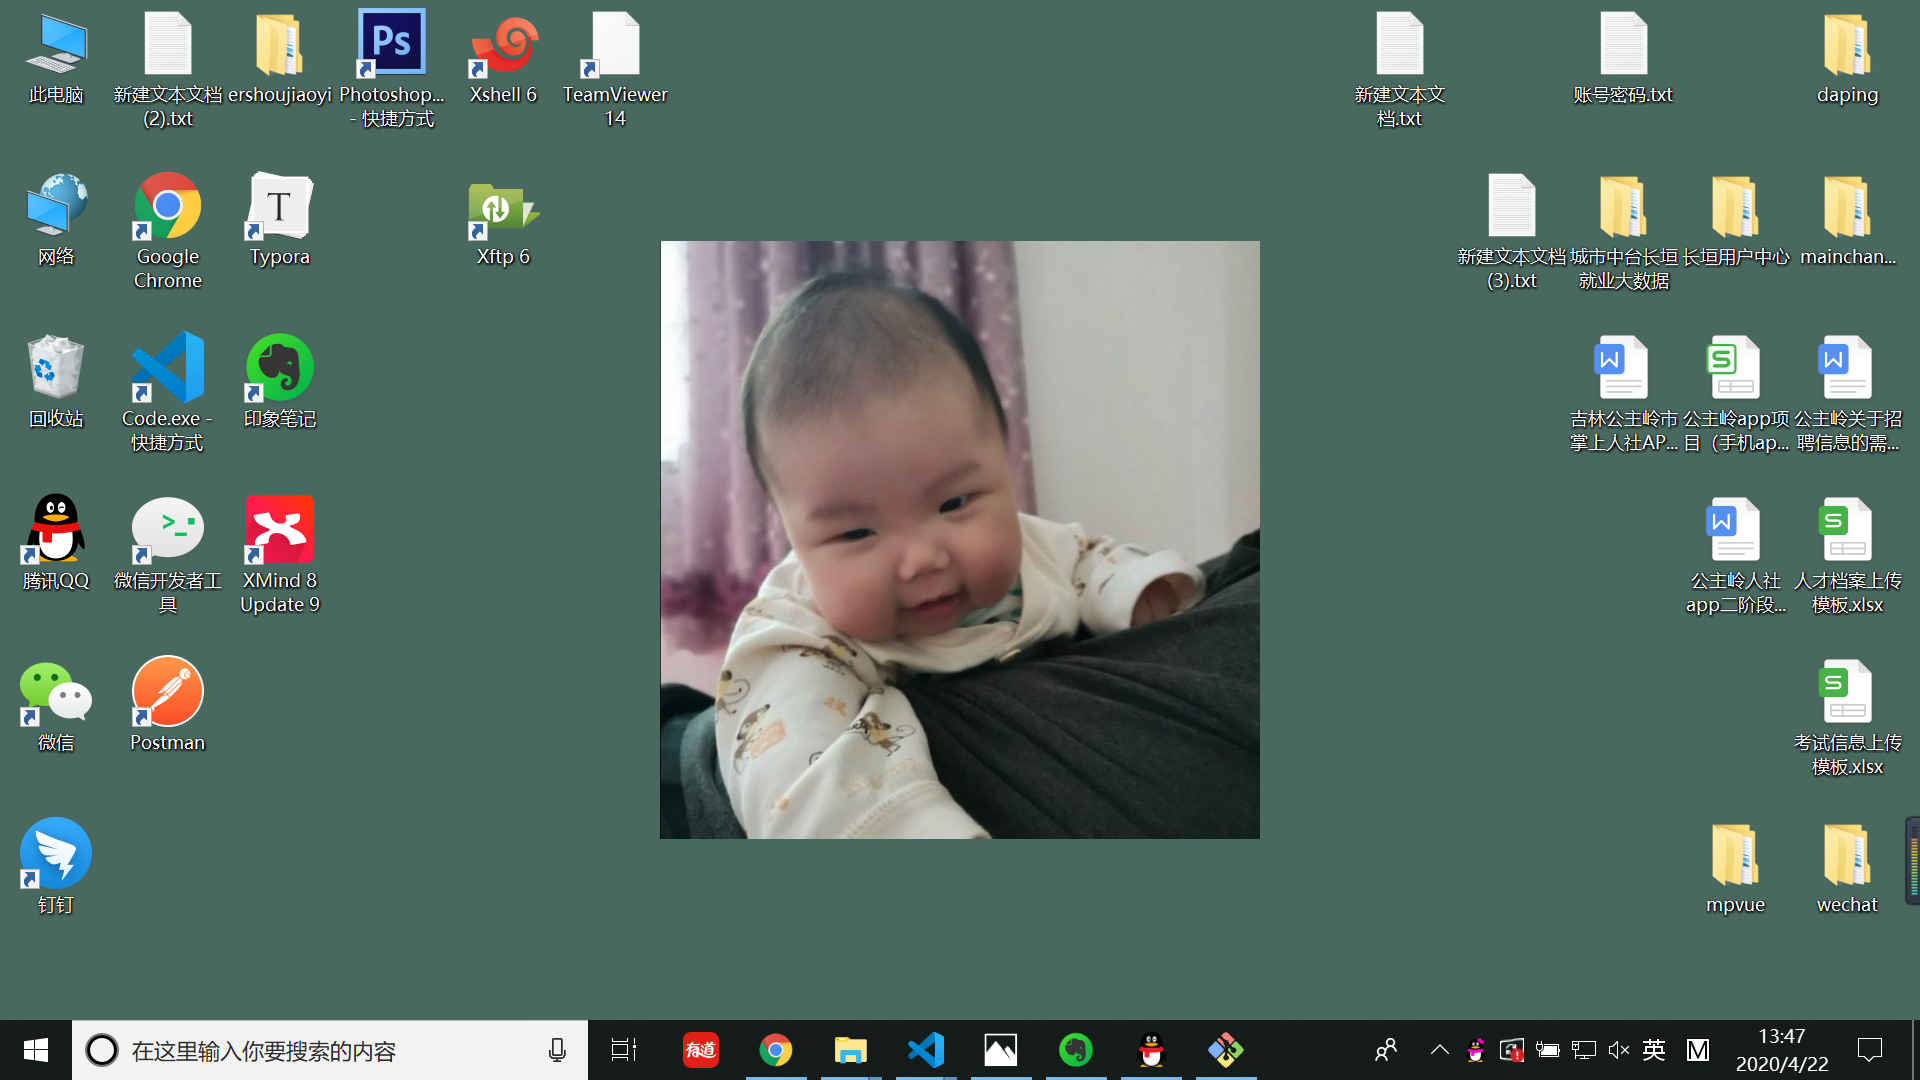 此电脑
新建文本文档
(2).txt
ershoujiaoyi
Ps
Photoshop...
- 快捷方式
Xshell 6
TeamViewer
14
新建文本文
档.txt
账号密码.txt
daping
网络
Google
Chrome
T
Typora
Xftp 6
新建文本文档
(3).txt
城市中台长垣
就业大数据
长垣用户中心
mainchan...
回收站
Code.exe -
快捷方式
印象笔记
W
吉林公主岭市
掌上人社AP...
S
公主岭app项
目（手机ap...
W
公主岭关于招
聘信息的需...
腾讯QQ
微信开发者工
具
XMind 8
Update 9
W
公主岭人社
app二阶段...
S
人才档案上传
模板.xlsx
微信
Postman
S
考试信息上传
模板.xlsx
钉钉
mpvue
wechat
在这里输入你要搜索的内容
有道
英
M
13:47
2020/4/22